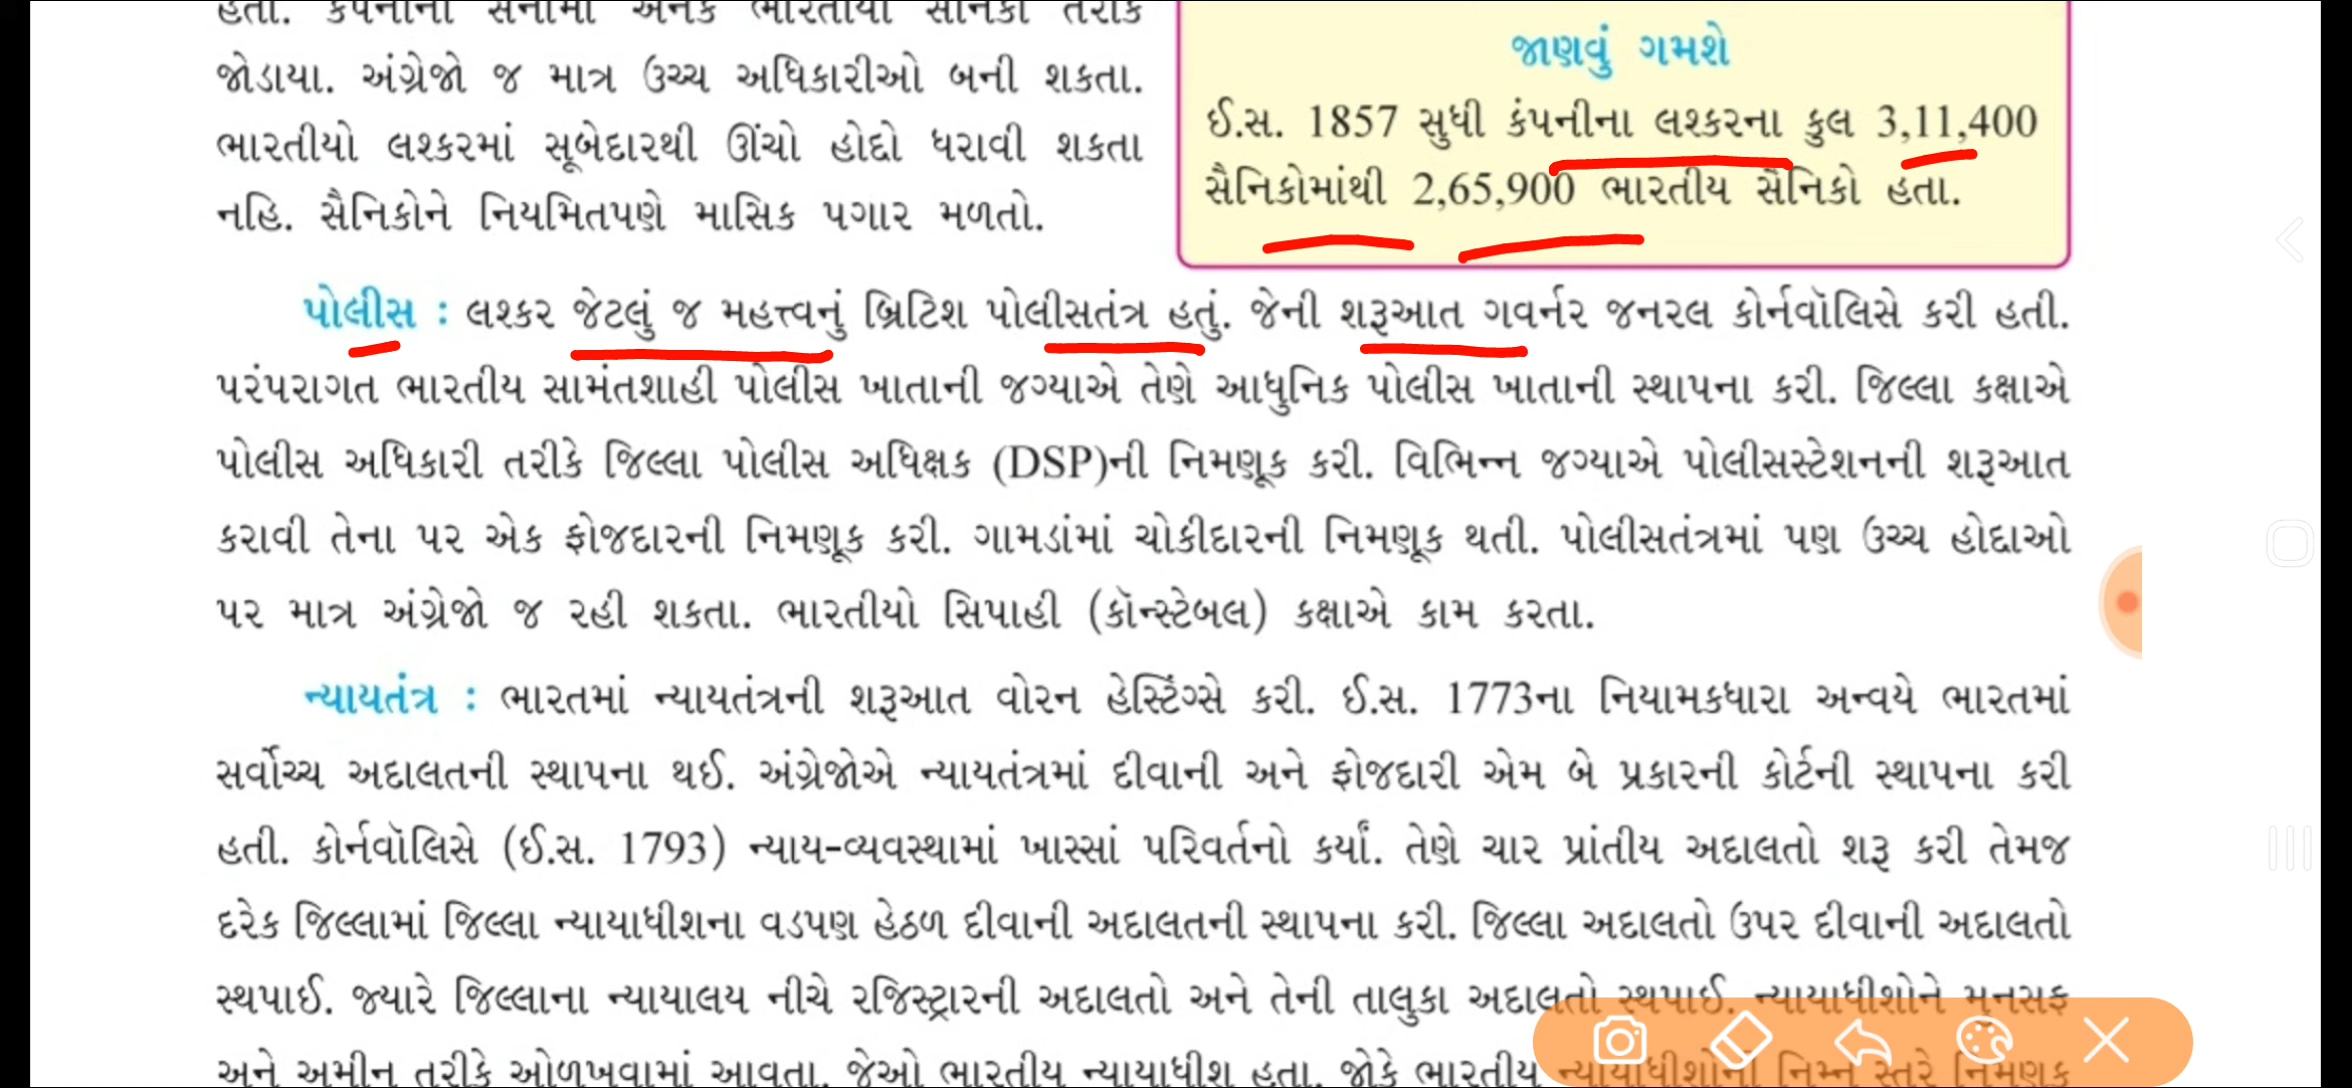 હતા. કંપનીની સેનામાં અનેક ભારતીયો સૈનિકો તરીકે
જોડાયા. અંગ્રેજો જ માત્ર ઉચ્ચ અધિકારીઓ બની શકતા.
ભારતીયો લશ્કરમાં સૂબેદારથી ઊંચો હોદ્દો ધરાવી શકતા
નહિ. સૈનિકોને નિયમિતપણે માસિક પગાર મળતો.
જાણવું ગમશે
ઈ.સ. 1857 સુધી કંપનીના લશ્કરના કુલ 3,11,400
સૈનિકોમાંથી 2,65,900 ભારતીય સૈનિકો હતા.
પોલીસ : લશ્કર જેટલું જ મહત્ત્વનું બ્રિટિશ પોલીસતંત્ર હતું. જેની શરૂઆત ગવર્નર જનરલ કોર્નવૉલિસે કરી હતી.
પરંપરાગત ભારતીય સામંતશાહી પોલીસ ખાતાની જગ્યાએ તેણે આધુનિક પોલીસ ખાતાની સ્થાપના કરી. જિલ્લા કક્ષાએ
પોલીસ અધિકારી તરીકે જિલ્લા પોલીસ અધિક્ષક (DSP)ની નિમણૂક કરી. વિભિન્ન જગ્યાએ પોલીસસ્ટેશનની શરૂઆત
કરાવી તેના પર એક ફોજદારની નિમણૂક કરી. ગામડાંમાં ચોકીદારની નિમણૂક થતી. પોલીસતંત્રમાં પણ ઉચ્ચ હોદ્દાઓ
પર માત્ર અંગ્રેજો જ રહી શકતા. ભારતીયો સિપાહી (કૉન્સ્ટેબલ) કક્ષાએ કામ કરતા.
ન્યાયતંત્ર : ભારતમાં ન્યાયતંત્રની શરૂઆત વોરન હેસ્ટિંગ્સે કરી. ઈ.સ. 1773ના નિયામકધારા અન્વયે ભારતમાં
સર્વોચ્ચ અદાલતની સ્થાપના થઈ. અંગ્રેજોએ ન્યાયતંત્રમાં દીવાની અને ફોજદારી એમ બે પ્રકારની કોર્ટની સ્થાપના કરી
હતી. કોર્નવૉલિસે (ઈ.સ. 1793) ન્યાય-વ્યવસ્થામાં ખાસ્સાં પરિવર્તનો કર્યાં. તેણે ચાર પ્રાંતીય અદાલતો શરૂ કરી તેમજ
દરેક જિલ્લામાં જિલ્લા ન્યાયાધીશના વડપણ હેઠળ દીવાની અદાલતની સ્થાપના કરી. જિલ્લા અદાલતો ઉપર દીવાની અદાલતો
સ્થપાઈ. જ્યારે જિલ્લાના ન્યાયાલય નીચે રજિસ્ટ્રારની અદાલતો અને તેની તાલુકા અદાલતો સ્થપાઈ. ન્યાયાધીશોને મુનસફ
અને અમીન તરીકે ઓળખવામાં આવતા. જેઓ ભારતીય ન્યાયાધીશ હતા. જોકે ભારતીય ન્યાયાધીશોની નિમ્ન સ્તરે નિમણૂક